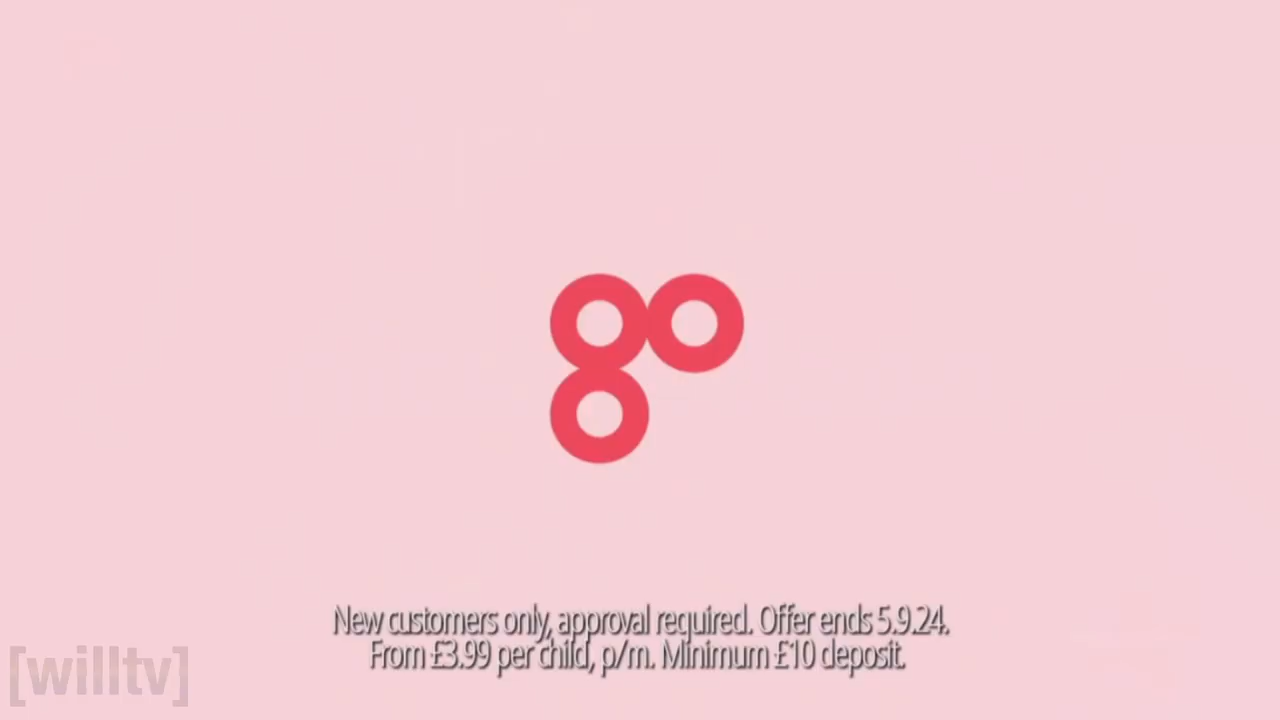 go
New customers only, approval required. Offer ends 5.9.24.
From £3.99 per child, p/m. Minimum £10 deposit.
[willtv]